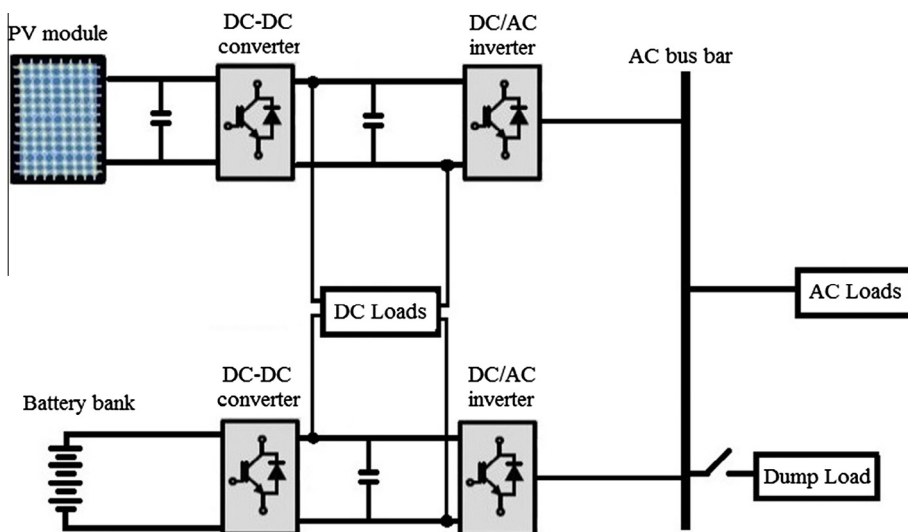 PV module
DC-DC
converter
DC/AC
inverter
AC bus bar
AC Loads
DC Loads
Battery bank
DC-DC
converter
DC/AC
inverter
Dump Load